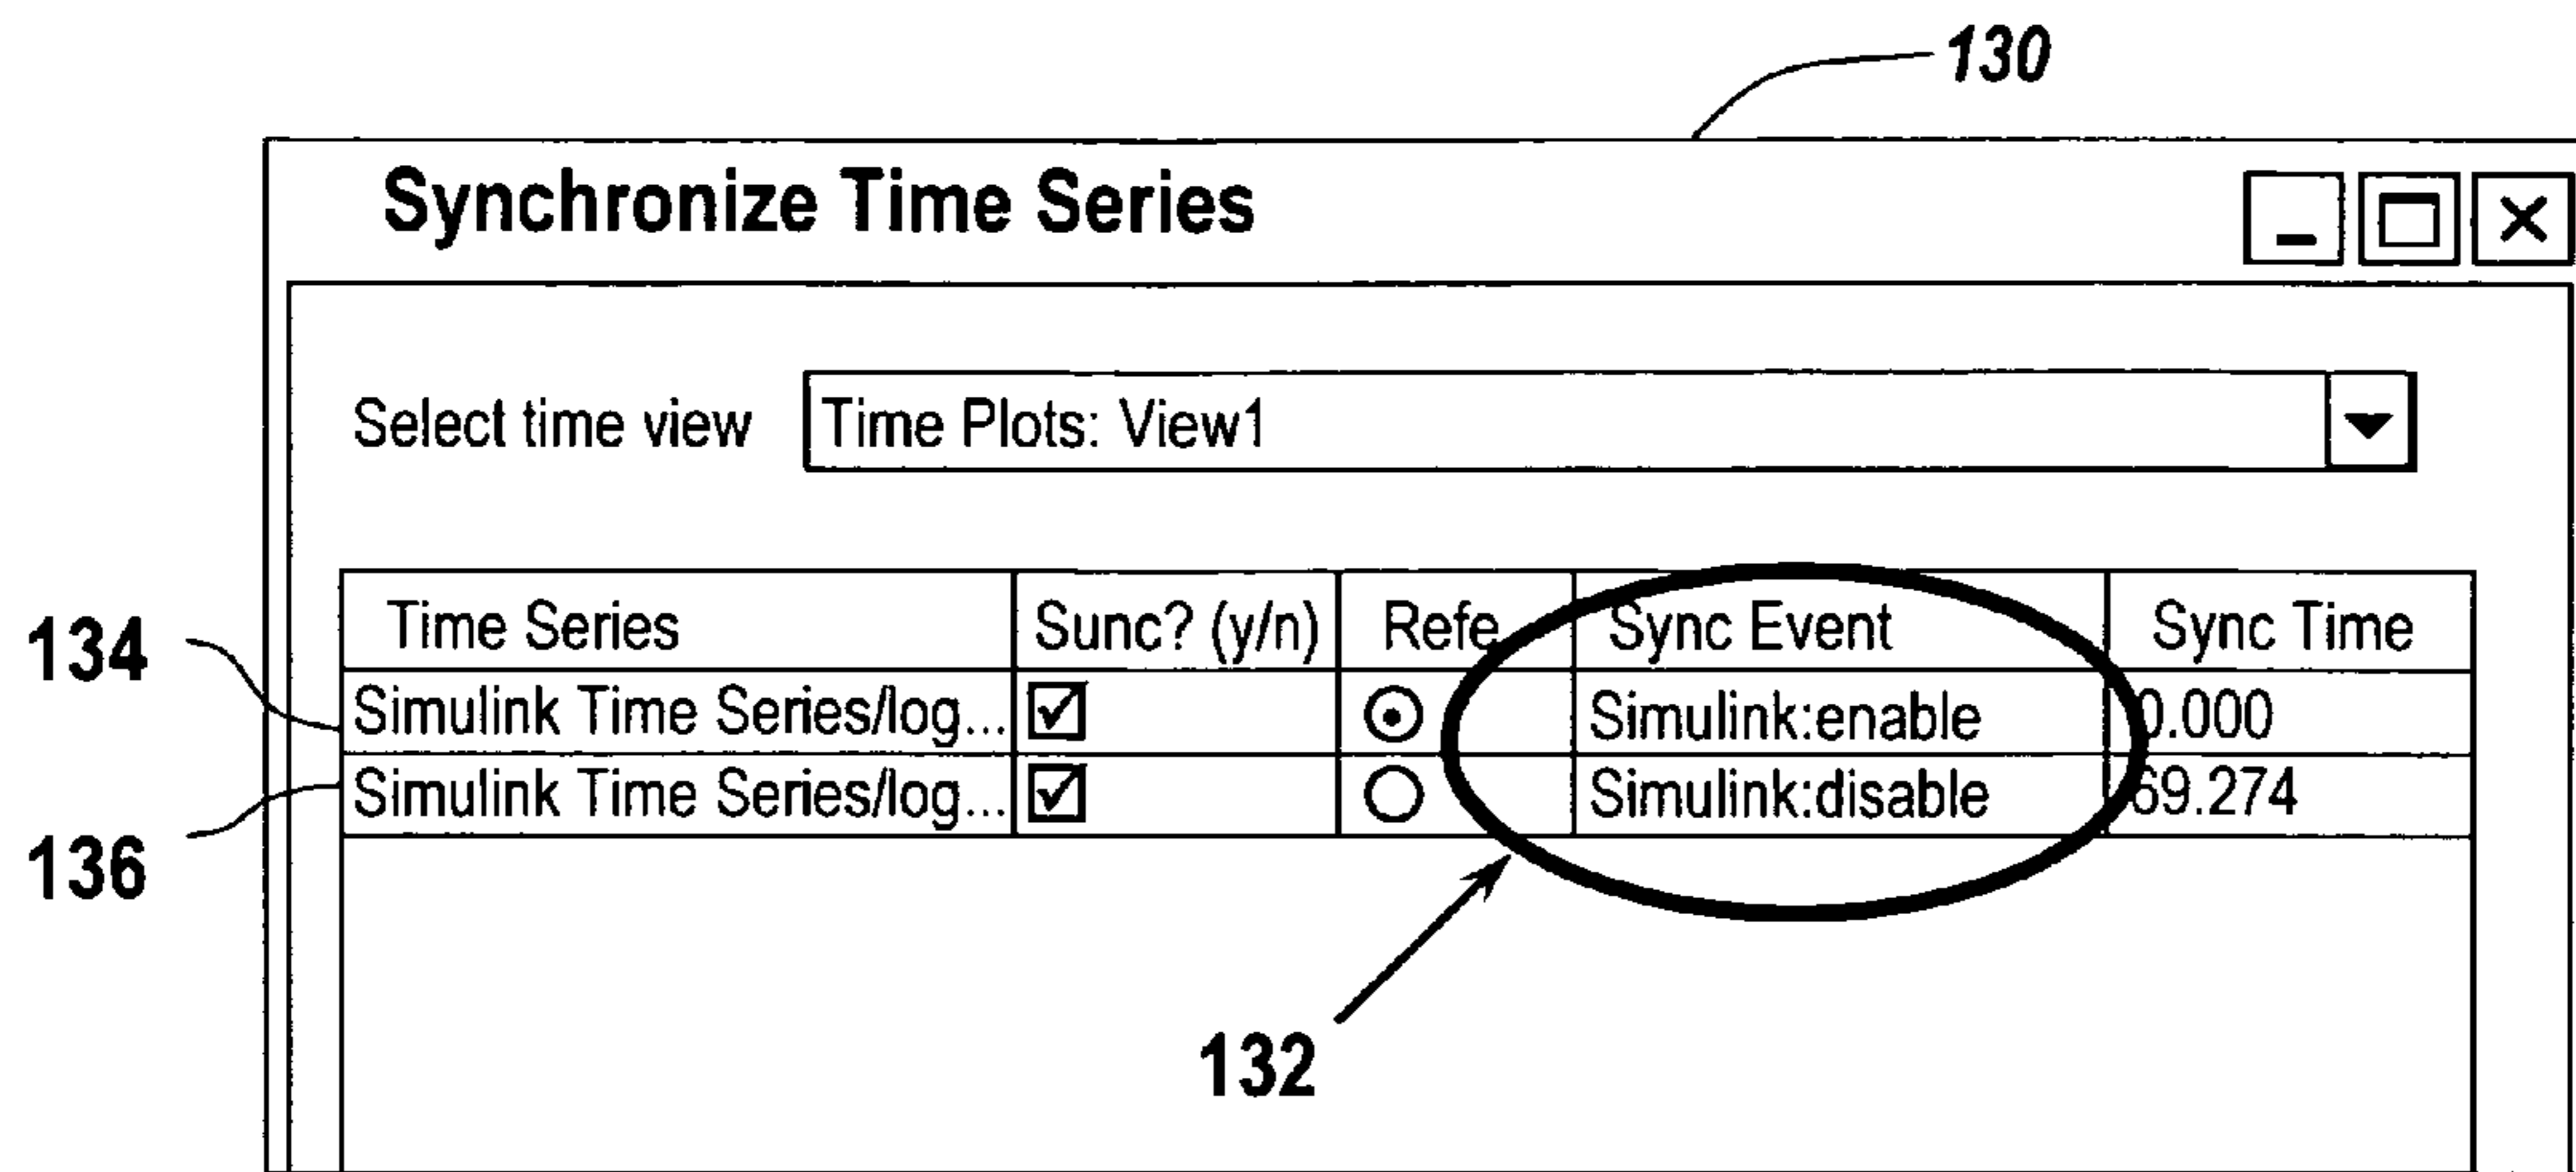 130
Synchronize Time Series
Select time view Time Plots: View1
Time Series Sunc? (y/n) Refe Sync Event Sync Time
134
Simulink Time Series/log... Simulink:enable 0.000
Simulink Time Series/log... Simulink:disable 69.274
136
132